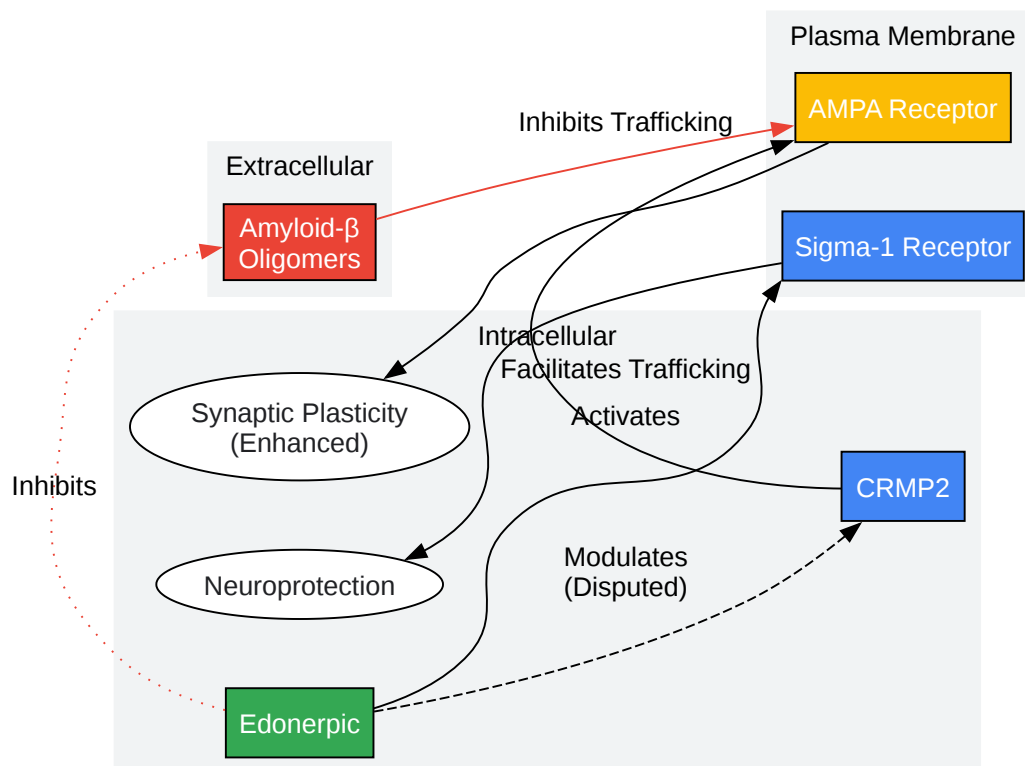 Plasma Membrane
AMPA Receptor
Inhibits Trafficking
Extracellular
Amyloid-β
Oligomers
Sigma-1 Receptor
Intracellular
Facilitates Trafficking
Activates
Synaptic Plasticity
(Enhanced)
Inhibits
CRMP2
Modulates
(Disputed)
Neuroprotection
Edonerpic